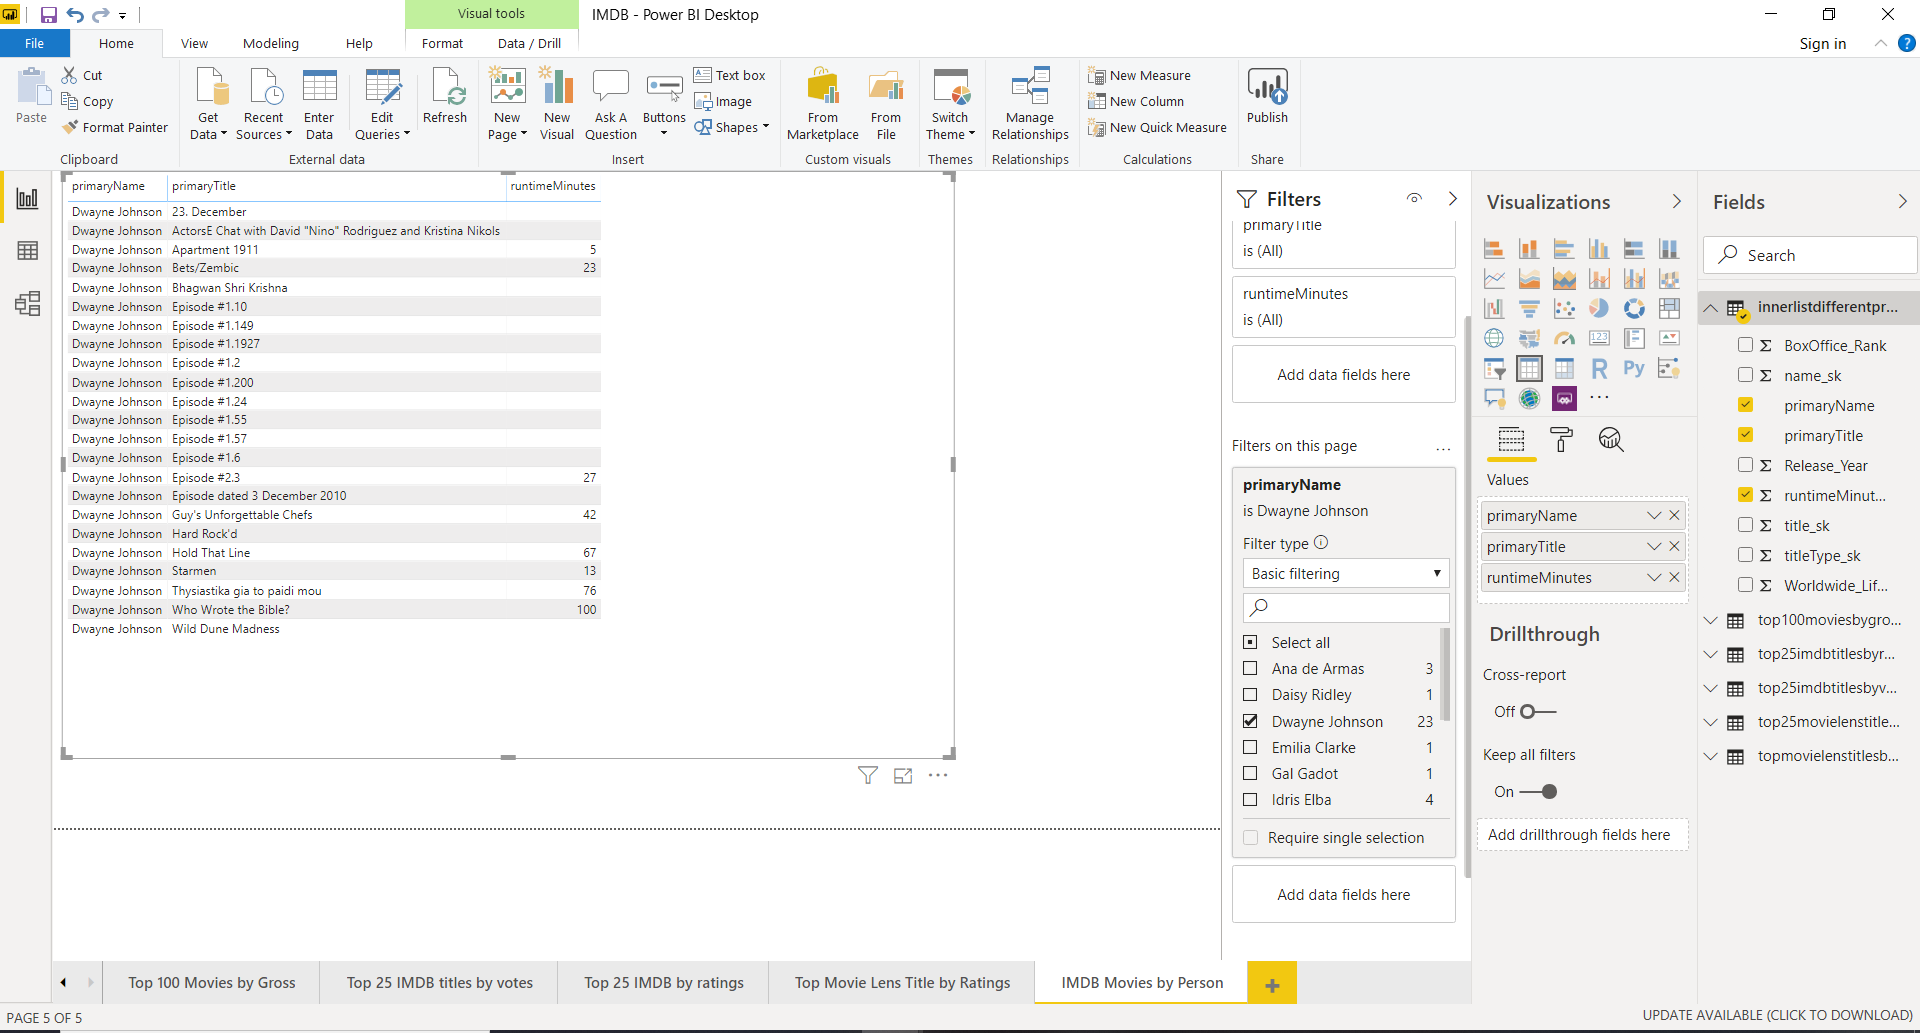 Visual tools
IMDB - Power BI Desktop
File
Home
View
Modeling
Help
Format
Data / Drill
Sign in
?
Paste
Cut
Copy
Format Painter
Clipboard
Get
Data
Recent
Sources
Enter
Data
Edit
Queries
Refresh
External data
New
Page
New
Visual
Ask A
Question
Buttons
Text box
Image
Shapes
Insert
From
Marketplace
From
File
Custom visuals
Switch
Theme
Themes
Manage
Relationships
Relationships
New Measure
New Column
New Quick Measure
Calculations
Publish
Share
primaryName primaryTitle runtimeMinutes
Dwayne Johnson 23. December
Dwayne Johnson ActorsE Chat with David "Nino" Rodriguez and Kristina Nikols
Dwayne Johnson Apartment 1911 5
Dwayne Johnson Bets/Zembic 23
Dwayne Johnson Bhagwan Shri Krishna
Dwayne Johnson Episode #1.10
Dwayne Johnson Episode #1.149
Dwayne Johnson Episode #1.1927
Dwayne Johnson Episode #1.2
Dwayne Johnson Episode #1.200
Dwayne Johnson Episode #1.24
Dwayne Johnson Episode #1.55
Dwayne Johnson Episode #1.57
Dwayne Johnson Episode #1.6
Dwayne Johnson Episode #2.3 27
Dwayne Johnson Episode dated 3 December 2010
Dwayne Johnson Guy's Unforgettable Chefs 42
Dwayne Johnson Hard Rock'd
Dwayne Johnson Hold That Line 67
Dwayne Johnson Starmen 13
Dwayne Johnson Thysiastika gia to paidi mou 76
Dwayne Johnson Who Wrote the Bible? 100
Dwayne Johnson Wild Dune Madness
Filters
primaryTitle
is (All)
runtimeMinutes
is (All)
Add data fields here
Filters on this page ...
primaryName
is Dwayne Johnson
Filter type
Basic filtering
Select all
Ana de Armas 3
Daisy Ridley 1
Dwayne Johnson 23
Emilia Clarke 1
Gal Gadot 1
Idris Elba 4
Require single selection
Add data fields here
Visualizations
123
R
Py
...
Values
primaryName
primaryTitle
runtimeMinutes
Drillthrough
Cross-report
Off
Keep all filters
On
Add drillthrough fields here
Fields
Search
innerlistdifferentpr...
Σ BoxOffice_Rank
Σ name_sk
primaryName
primaryTitle
Σ Release_Year
Σ runtimeMinut...
Σ title_sk
Σ titleType_sk
Σ Worldwide_Lif...
top100moviesbygro...
top25imdbtitlesbyr...
top25imdbtitlesbyv...
top25movielenstitle...
topmovielenstitlesb...
Top 100 Movies by Gross
Top 25 IMDB titles by votes
Top 25 IMDB by ratings
Top Movie Lens Title by Ratings
IMDB Movies by Person
PAGE 5 OF 5
UPDATE AVAILABLE (CLICK TO DOWNLOAD)